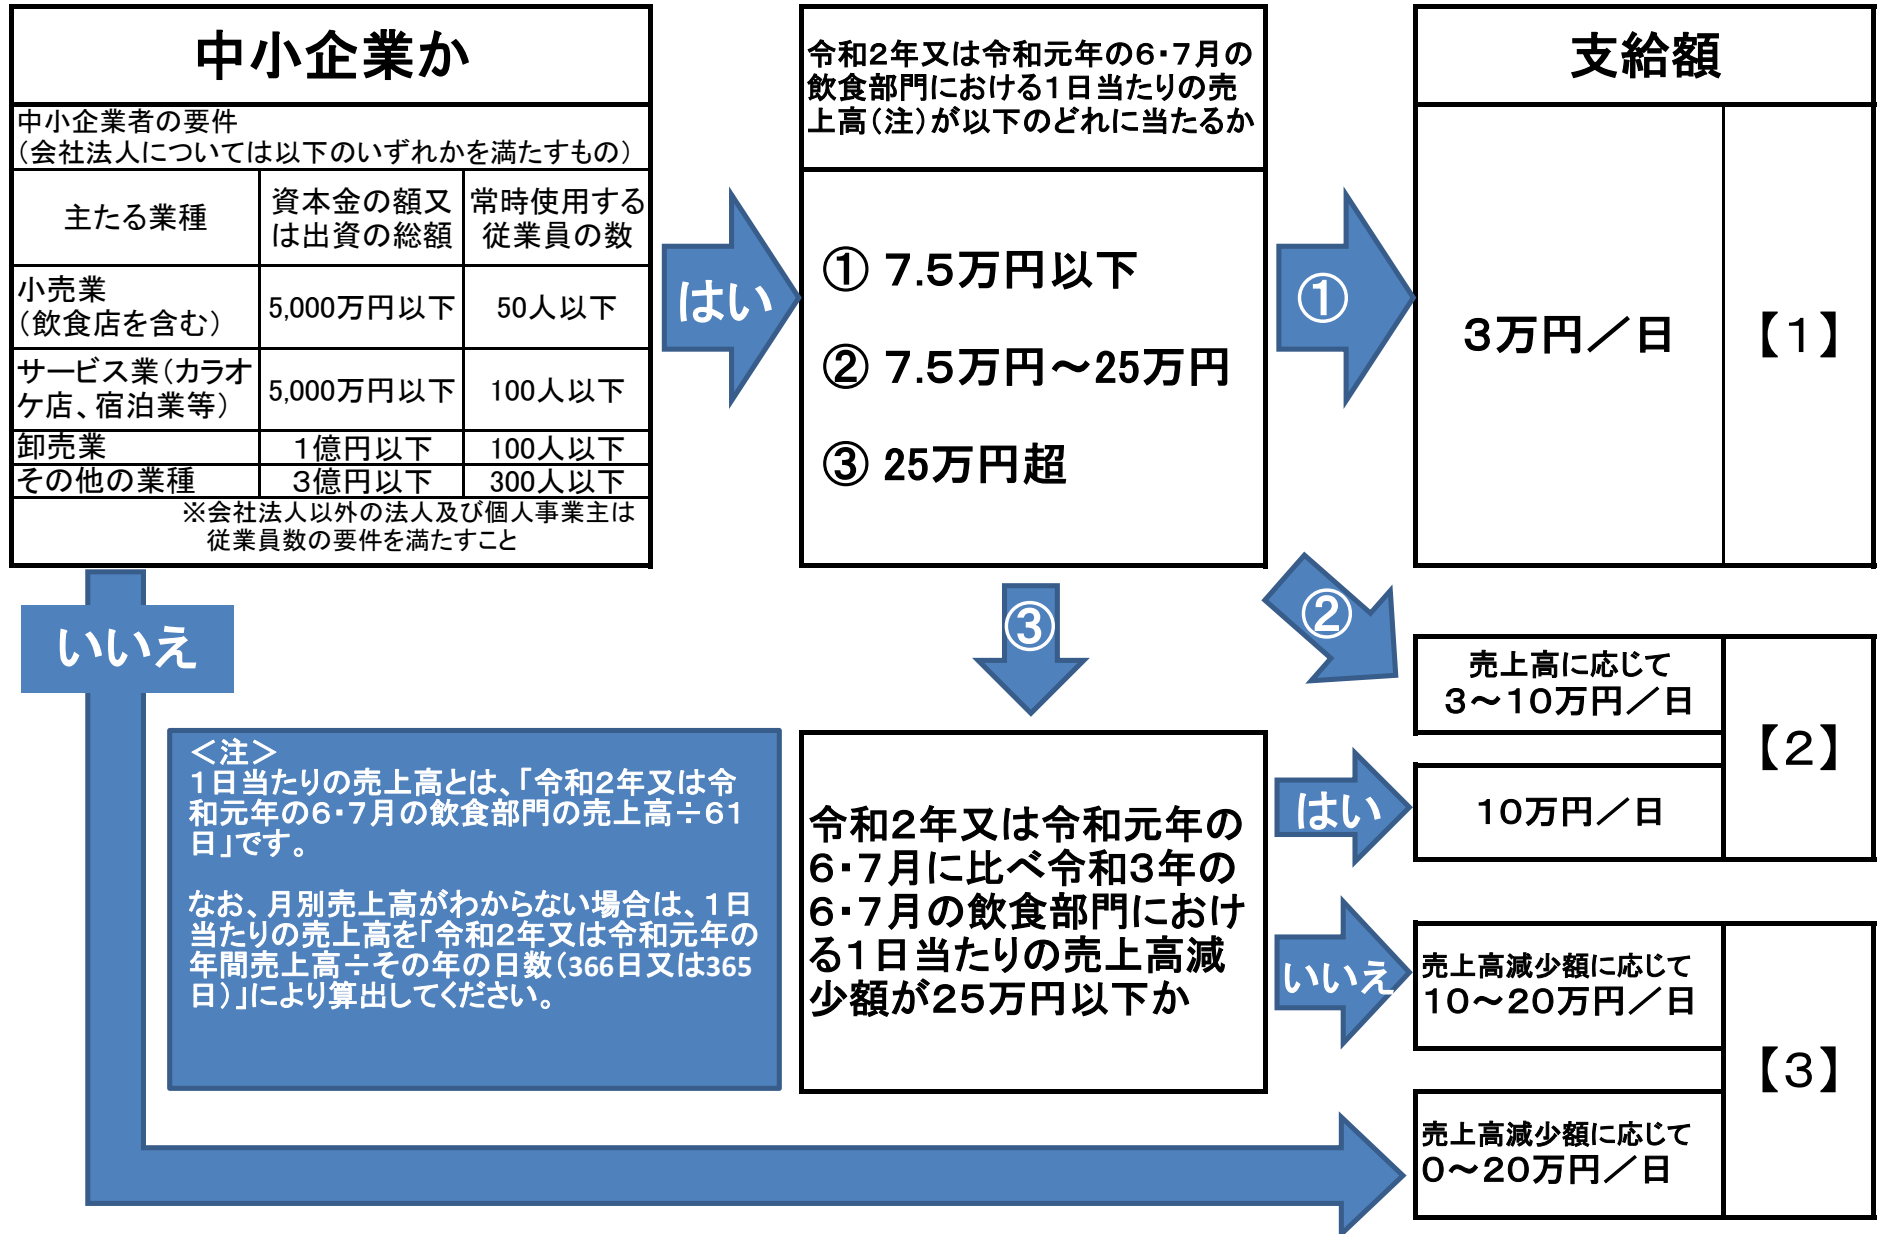 中小企業か
中小企業者の要件
（会社法人については以下のいずれかを満たすもの）
主たる業種
資本金の額又
は出資の総額
常時使用する
従業員の数
小売業
（飲食店を含む）
5,000万円以下
50人以下
サービス業（カラオ
ケ店、宿泊業等）
5,000万円以下
100人以下
卸売業
１億円以下
100人以下
その他の業種
３億円以下
300人以下
※会社法人以外の法人及び個人事業主は
従業員数の要件を満たすこと
はい
令和２年又は令和元年の６・７月の
飲食部門における１日当たりの売
上高（注）が以下のどれに当たるか
① ７.５万円以下
② ７.５万円～25万円
③ 25万円超
①
支給額
３万円／日
【１】
いいえ
③
②
売上高に応じて
３～１０万円／日
【２】
１０万円／日
＜注＞
１日当たりの売上高とは、「令和２年又は令
和元年の６・７月の飲食部門の売上高÷６１
日」です。
なお、月別売上高がわからない場合は、１日
当たりの売上高を「令和２年又は令和元年の
年間売上高÷その年の日数（366日又は365
日）」により算出してください。
令和２年又は令和元年の
６・７月に比べ令和３年の
６・７月の飲食部門におけ
る１日当たりの売上高減
少額が２５万円以下か
はい
いいえ
売上高減少額に応じて
１０～２０万円／日
【３】
売上高減少額に応じて
０～２０万円／日